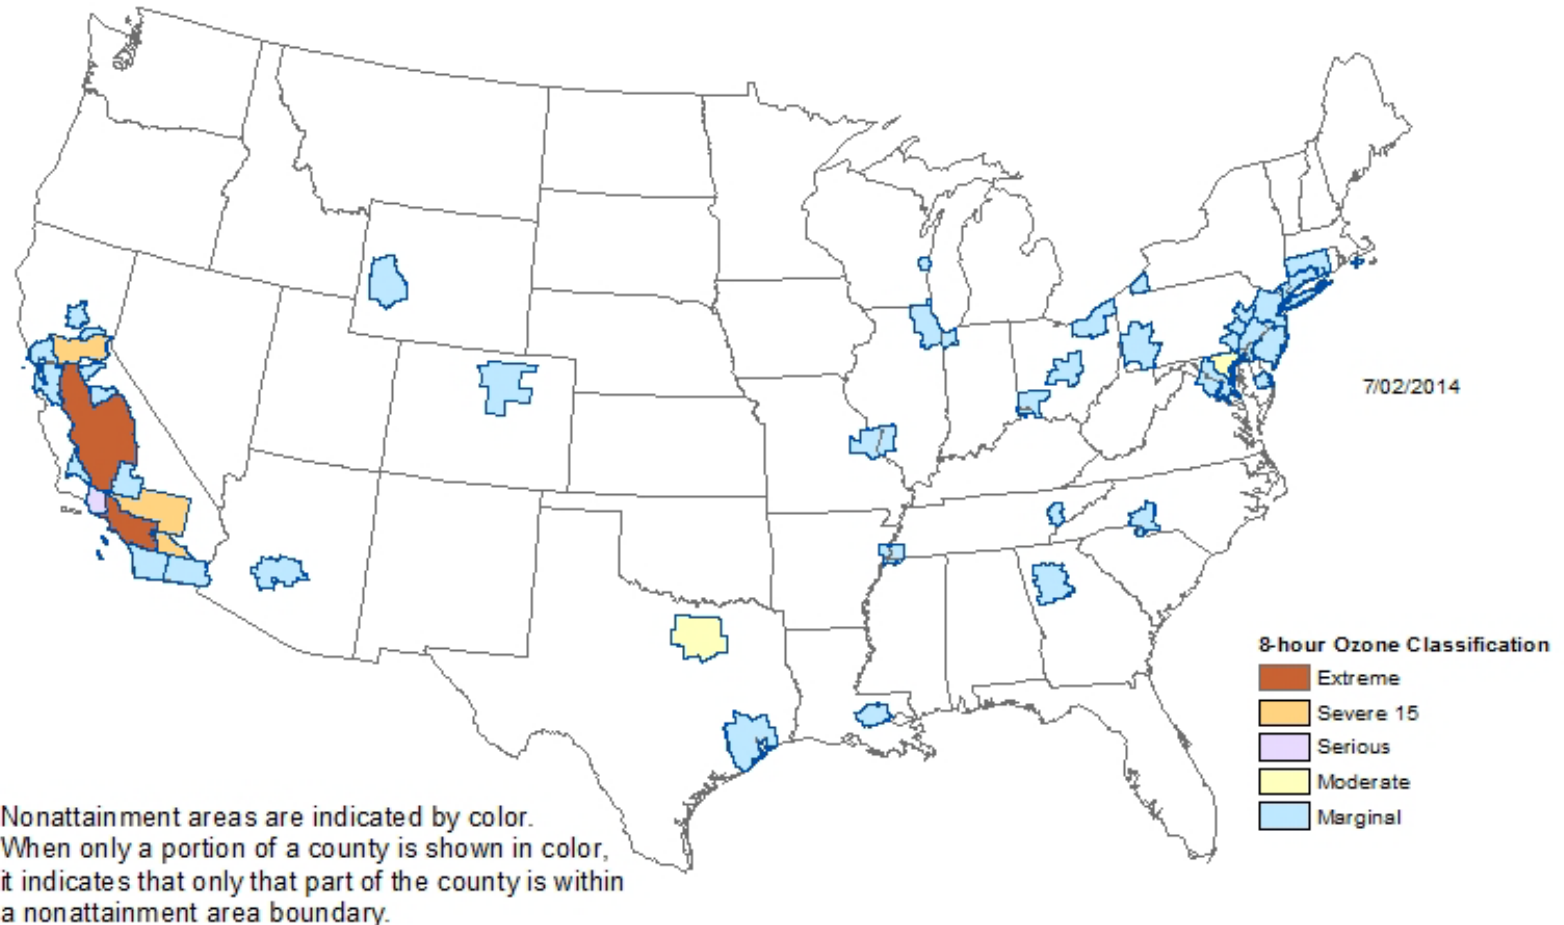 7/02/2014
8-hour Ozone Classification
Extreme
Severe 15
Serious
Moderate
Marginal
Nonattainment areas are indicated by color.
When only a portion of a county is shown in color,
it indicates that only that part of the county is within
a nonattainment area boundary.